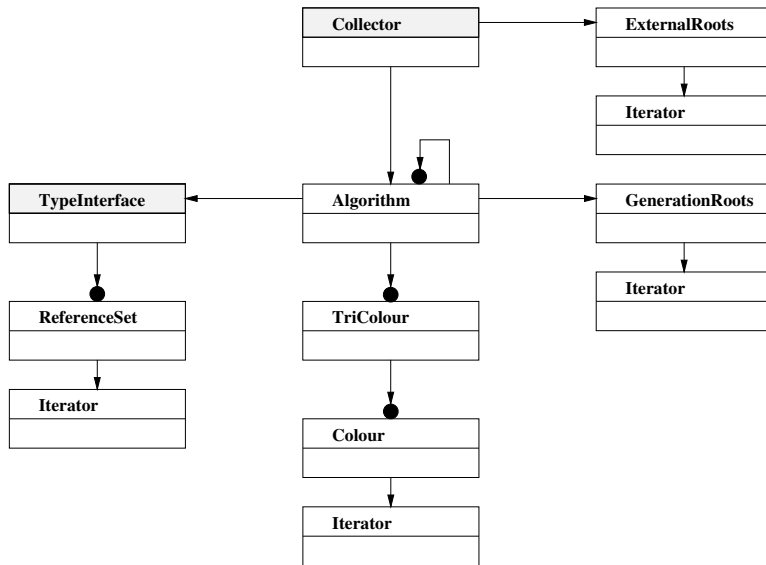 Collector
ExternalRoots
Iterator
TypeInterface
Algorithm
GenerationRoots
Iterator
ReferenceSet
TriColour
Iterator
Colour
Iterator